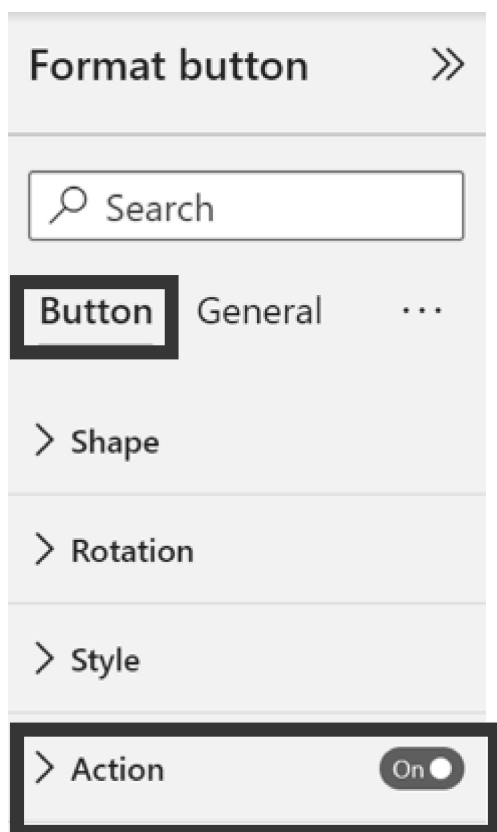 Format button
Search
Button General ...
Shape
Rotation
Style
Action On